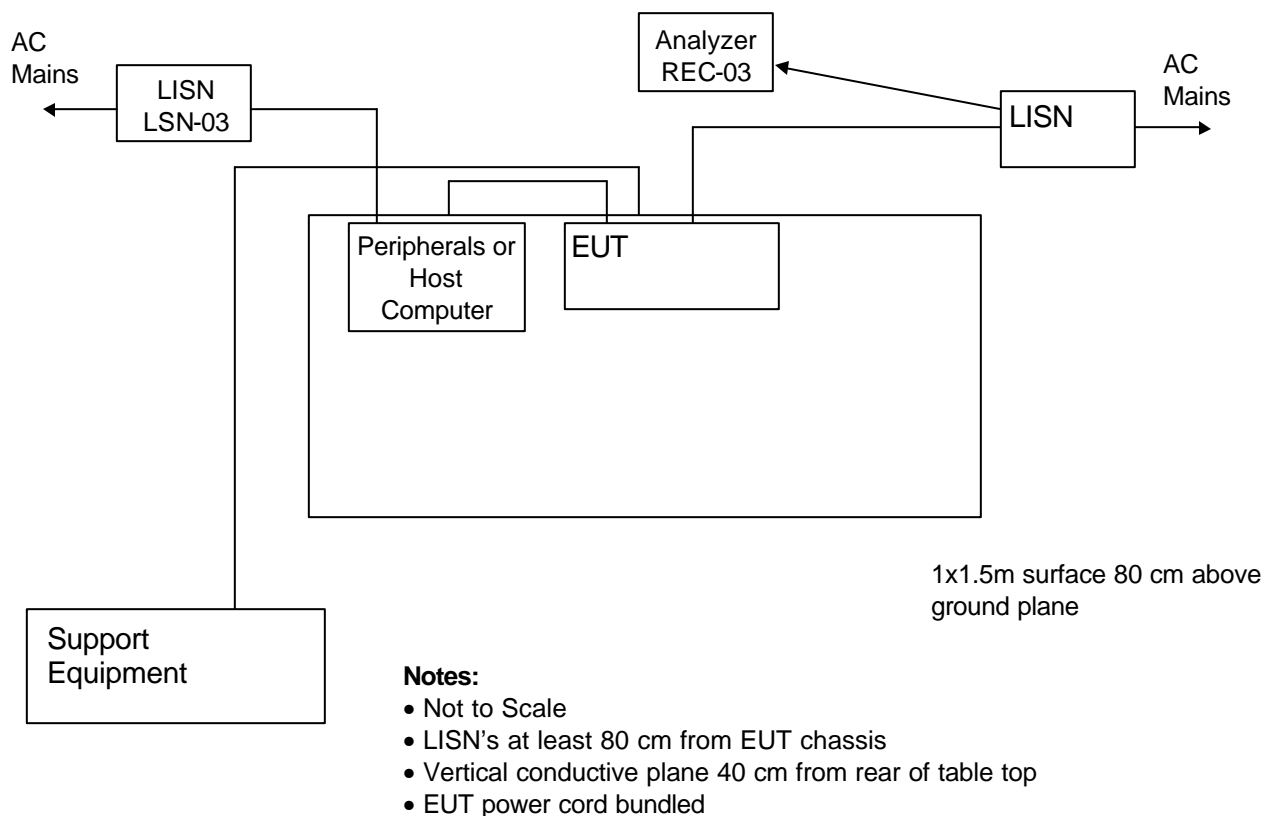 AC
Mains
LISN
LSN-03
Analyzer
REC-03
LISN
AC
Mains
Peripherals or
Host
Computer
EUT
1x1.5m surface 80 cm above
ground plane
Support
Equipment
Notes:
• Not to Scale
• LISN's at least 80 cm from EUT chassis
• Vertical conductive plane 40 cm from rear of table top
• EUT power cord bundled